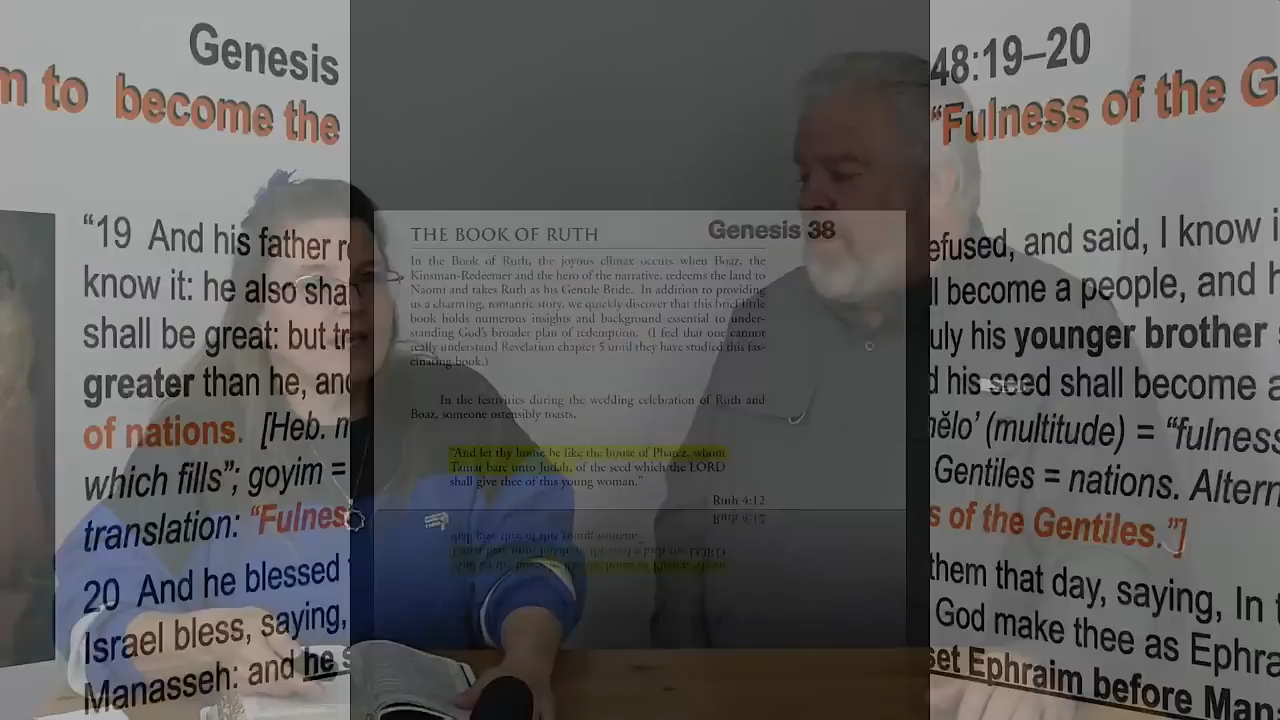 Genesis
m to become the
“19 And his father r
know it: he also sha
shall be great: but tr
greater than he, and
of nations. [Heb. m
which fills”; goyim =
translation: “Fulnes
20 And he blessed
Israel bless, saying,
Manasseh: and he s
THE BOOK OF RUTH
Genesis 38
In the Book of Ruth, the joyous climax occurs when Boaz, the
Kinsman-Redeemer and the hero of the narrative, redeems the land to
Naomi and takes Ruth as his Gentile Bride. In addition to providing
us a charming, romantic story, we quickly discover that this brief little
book holds numerous insights and background essential to under-
standing God's broader plan of redemption. (I feel that one cannot
really understand Revelation chapter 5 until they have studied this fas-
cinating book.)
In the festivities during the wedding celebration of Ruth and
Boaz, someone ostensibly toasts,
“And let thy house be like the house of Pharez, whom
Tamar bare unto Judah, of the seed which the LORD
shall give thee of this young woman.”
Ruth 4:12
48:19–20
“Fulness of the G
efused, and said, I know i
ll become a people, and h
uly his younger brother s
d his seed shall become a
mĕlo’ (multitude) = “fulness
Gentiles = nations. Altern
s of the Gentiles.”]
them that day, saying, In t
God make thee as Ephra
set Ephraim before Man